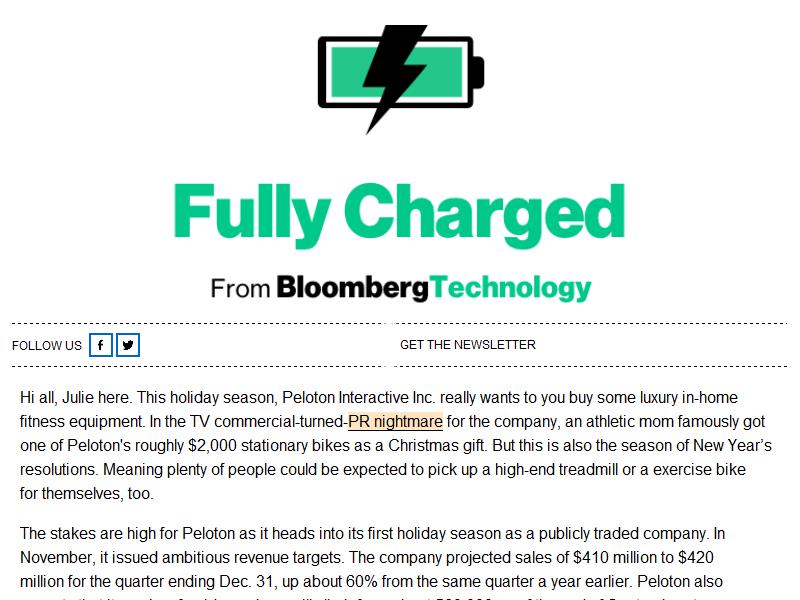 Fully Charged
From BloombergTechnology
FOLLOW US
GET THE NEWSLETTER
Hi all, Julie here. This holiday season, Peloton Interactive Inc. really wants to you buy some luxury in-home
fitness equipment. In the TV commercial-turned-PR nightmare for the company, an athletic mom famously got
one of Peloton's roughly $2,000 stationary bikes as a Christmas gift. But this is also the season of New Year’s
resolutions. Meaning plenty of people could be expected to pick up a high-end treadmill or a exercise bike
for themselves, too.
The stakes are high for Peloton as it heads into its first holiday season as a publicly traded company. In
November, it issued ambitious revenue targets. The company projected sales of $410 million to $420
million for the quarter ending Dec. 31, up about 60% from the same quarter a year earlier. Peloton also